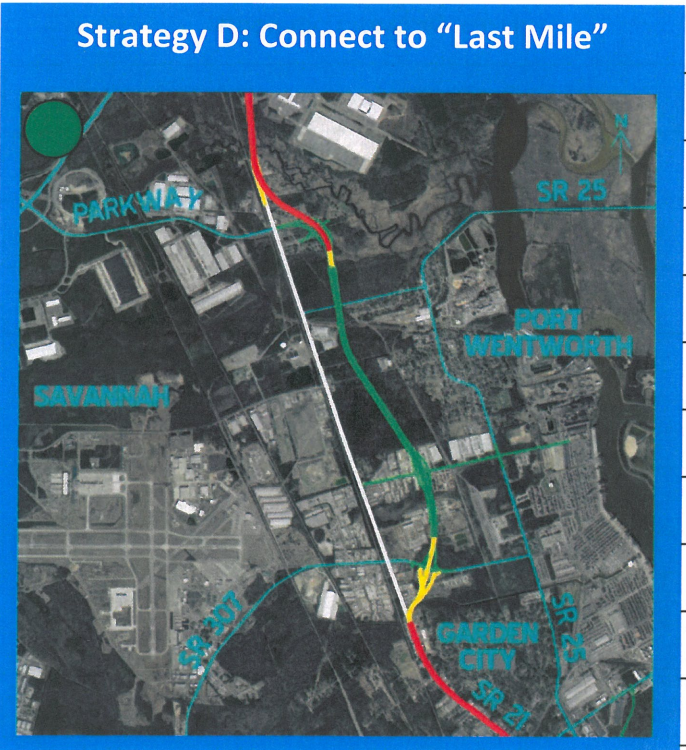 Strategy D: Connect to “Last Mile”
N
SR 25
PARKWAY
PORT
WENTWORTH
SAVANNAH
SR 307
GARDEN
CITY
SR 25
SR 21